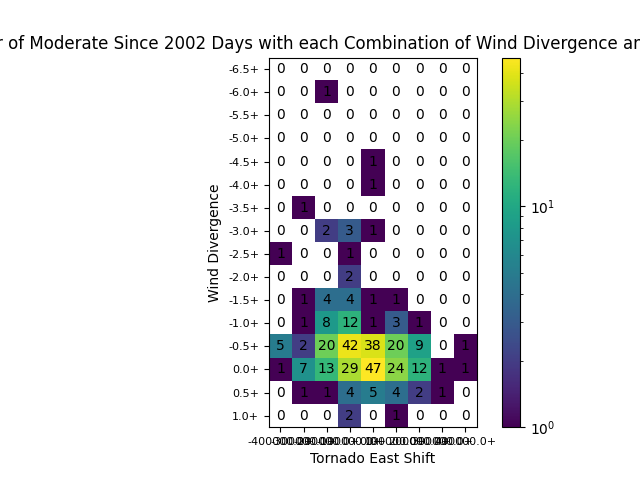 r of Moderate Since 2002 Days with each Combination of Wind Divergence an
-6.5+ 0 0 0 0 0 0 0 0 0
-6.0+ 0 0 1 0 0 0 0 0 0
-5.5+ 0 0 0 0 0 0 0 0 0
-5.0+ 0 0 0 0 0 0 0 0 0
-4.5+ 0 0 0 0 1 0 0 0 0
-4.0+ 0 0 0 0 1 0 0 0 0
-3.5+ 0 1 0 0 0 0 0 0 0
-3.0+ 0 0 2 3 1 0 0 0 0
-2.5+ 1 0 0 1 0 0 0 0 0
-2.0+ 0 0 0 2 0 0 0 0 0
-1.5+ 0 1 4 4 1 1 0 0 0
-1.0+ 0 1 8 12 1 3 1 0 0
-0.5+ 5 2 20 42 38 20 9 0 1
0.0+ 1 7 13 29 47 24 12 1 1
0.5+ 0 1 1 4 5 4 2 1 0
1.0+ 0 0 0 2 0 1 0 0 0
Wind Divergence
Tornado East Shift
10¹
10⁰